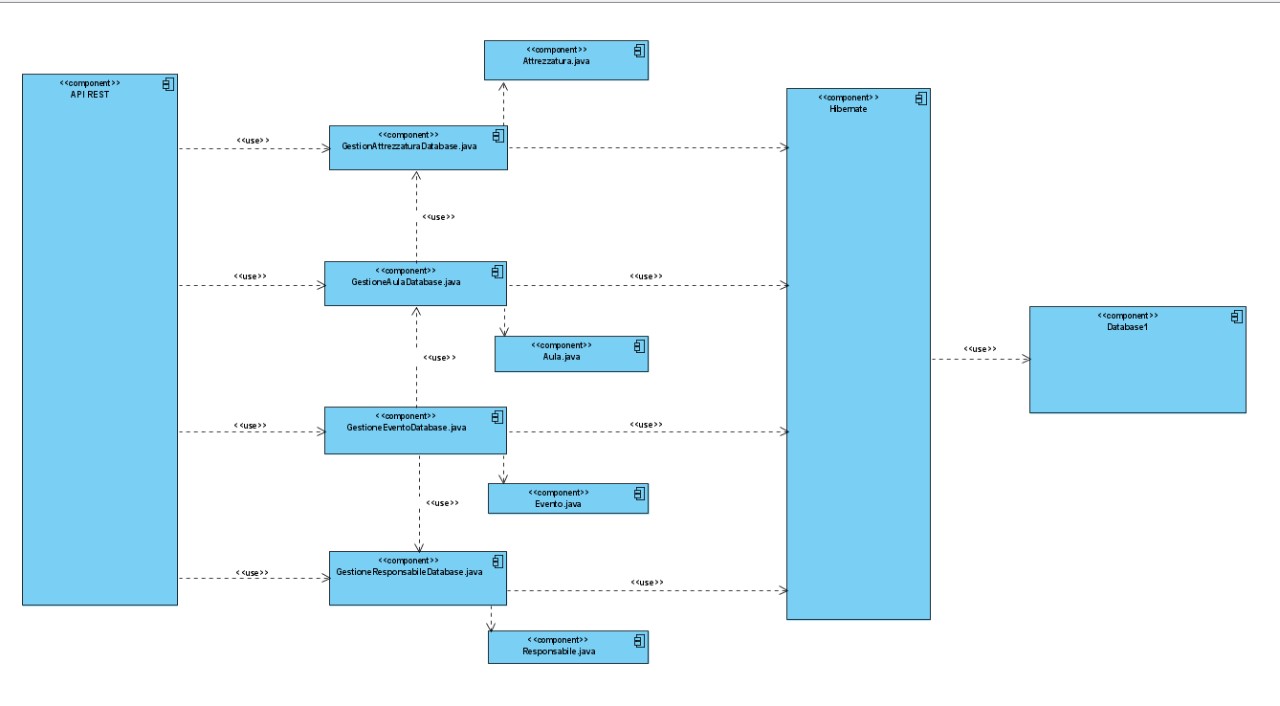 <<component>>
Attrezzatura.java
<<component>>
API REST
<<component>>
Hibernate
<<use>>
<<component>>
GestionAttrezzaturaDatabase.java
<<use>>
<<use>>
<<component>>
GestioneAulaDatabase.java
<<use>>
<<component>>
Database1
<<component>>
Aula.java
<<use>>
<<use>>
<<use>>
<<component>>
GestioneEventoDatabase.java
<<use>>
<<component>>
Evento.java
<<use>>
<<use>>
<<component>>
GestioneResponsabileDatabase.java
<<use>>
<<component>>
Responsabile.java